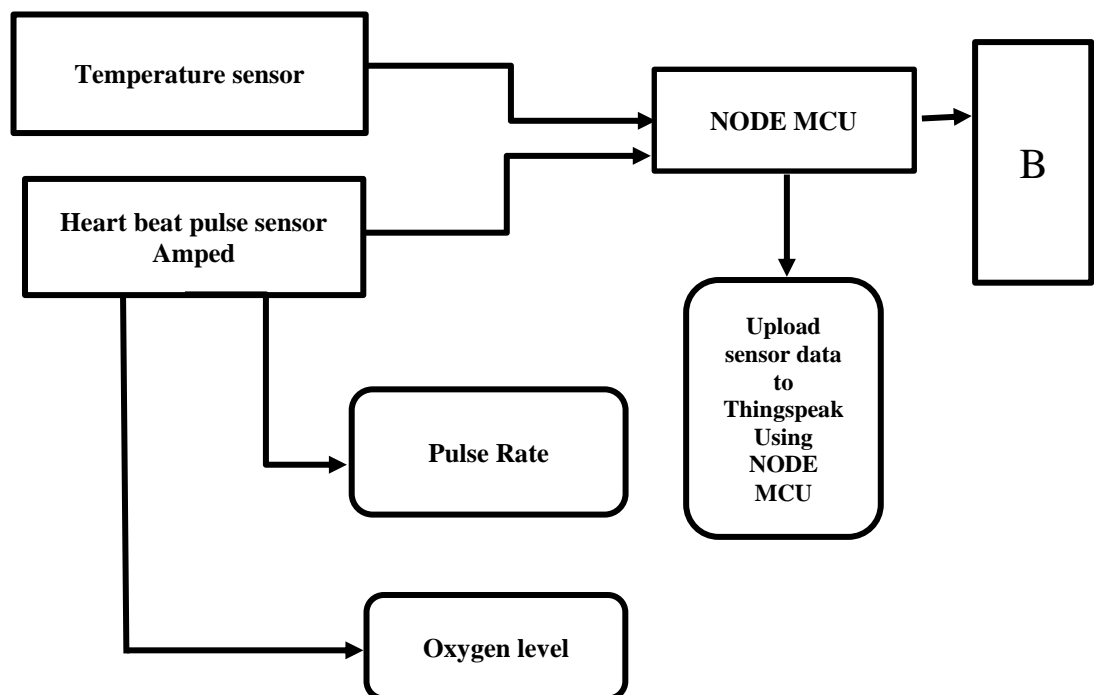 Temperature sensor
NODE MCU
B
Heart beat pulse sensor
Amped
Upload
sensor data
to
Thingspeak
Using
NODE
MCU
Pulse Rate
Oxygen level